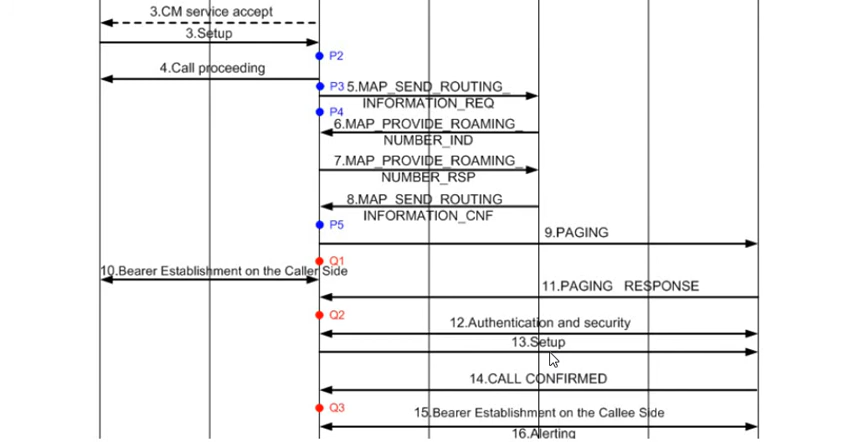 3.CM service accept
3.Setup
P2
4.Call proceeding
P3 5.MAP_SEND_ROUTING_
INFORMATION_REQ
P4
6.MAP_PROVIDE_ROAMING_
NUMBER_IND
7.MAP_PROVIDE_ROAMING_
NUMBER_RSP
8.MAP_SEND_ROUTING
INFORMATION_CNF
P5
9.PAGING
Q1
10.Bearer Establishment on the Caller Side
11.PAGING RESPONSE
Q2
12.Authentication and security
13.Setup
14.CALL CONFIRMED
Q3
15.Bearer Establishment on the Callee Side
16.Alerting